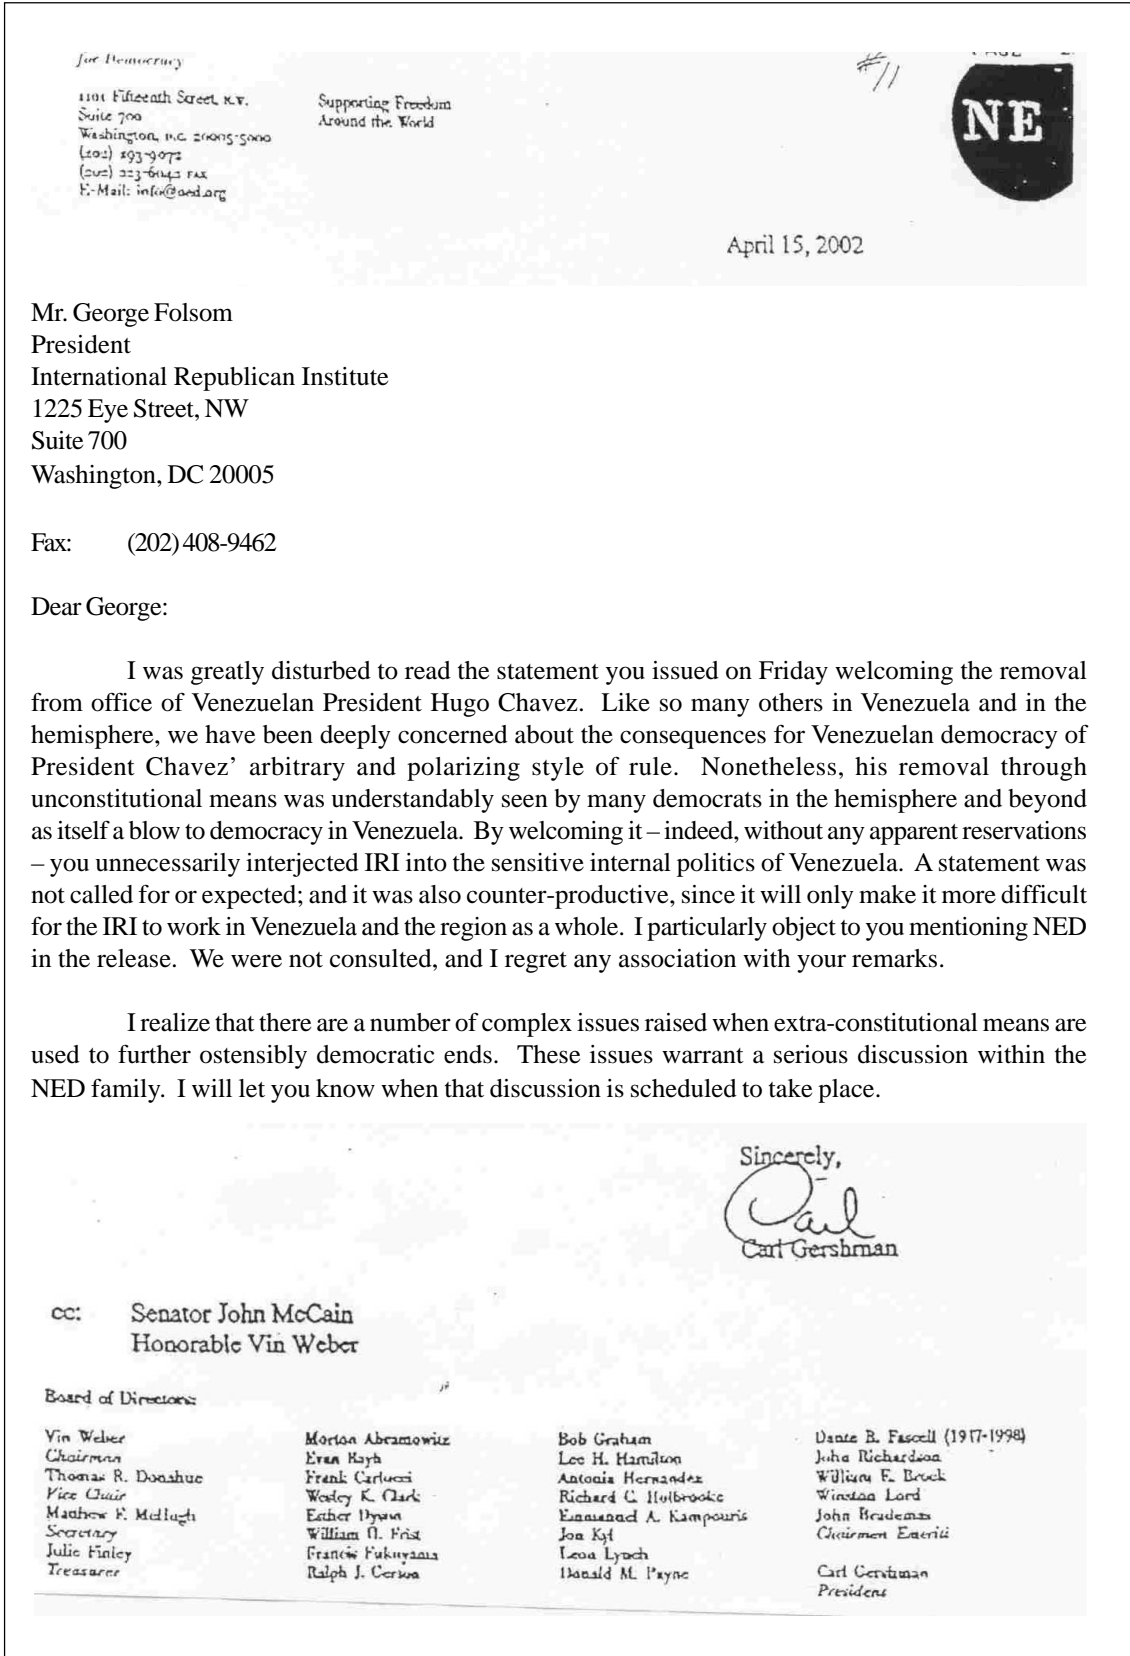 for Democracy
1101 Fifteenth Street, N.W.
Suite 700
Washington, D.C. 20005-5000
(202) 293-9072
(202) 223-6042 FAX
E-Mail: info@ned.org
Supporting Freedom
Around the World
#11
PAGE 2
NE
April 15, 2002
Mr. George Folsom
President
International Republican Institute
1225 Eye Street, NW
Suite 700
Washington, DC 20005
Fax: (202) 408-9462
Dear George:
I was greatly disturbed to read the statement you issued on Friday welcoming the removal
from office of Venezuelan President Hugo Chavez. Like so many others in Venezuela and in the
hemisphere, we have been deeply concerned about the consequences for Venezuelan democracy of
President Chavez’ arbitrary and polarizing style of rule. Nonetheless, his removal through
unconstitutional means was understandably seen by many democrats in the hemisphere and beyond
as itself a blow to democracy in Venezuela. By welcoming it – indeed, without any apparent reservations
– you unnecessarily interjected IRI into the sensitive internal politics of Venezuela. A statement was
not called for or expected; and it was also counter-productive, since it will only make it more difficult
for the IRI to work in Venezuela and the region as a whole. I particularly object to you mentioning NED
in the release. We were not consulted, and I regret any association with your remarks.
I realize that there are a number of complex issues raised when extra-constitutional means are
used to further ostensibly democratic ends. These issues warrant a serious discussion within the
NED family. I will let you know when that discussion is scheduled to take place.
Sincerely,
Carl
Carl Gershman
cc: Senator John McCain
Honorable Vin Weber
Board of Directors
Vin Weber
Chairman
Thomas R. Donahue
Vice Chair
Matthew F. McHugh
Secretary
Julie Finley
Treasurer
Morton Abramowitz
Evan Bayh
Frank Carlucci
Wesley K. Clark
Esther Dyson
William H. Frist
Francis Fukuyama
Ralph J. Gerson
Bob Graham
Lee H. Hamilton
Antonia Hernandez
Richard C. Holbrooke
Emmanuel A. Kampouris
Jon Kyl
Leon Lynch
Donald M. Payne
Dante B. Fascell (1917-1998)
John Richardson
William E. Brock
Winston Lord
John Brademas
Chairmen Emeriti
Carl Gershman
President